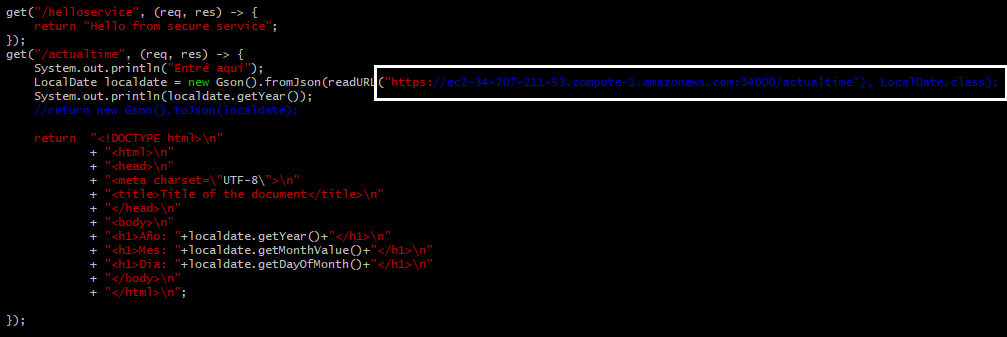 get("/helloservice", (req, res) -> {
    return "Hello from secure service";
});
get("/actualtime", (req, res) -> {
    System.out.println("Entré aquí");
    LocalDate localdate = new Gson().fromJson(readURL("https://ec2-34-207-211-53.compute-1.amazonaws.com:34000/actualtime"), LocalDate.class);
    System.out.println(localdate.getYear());
    //return new Gson().toJson(localdate);

    return  "<!DOCTYPE html>\n"
            + "<html>\n"
            + "<head>\n"
            + "<meta charset=\"UTF-8\">\n"
            + "<title>Title of the document</title>\n"
            + "</head>\n"
            + "<body>\n"
            + "<h1>Año: "+localdate.getYear()+"</h1>\n"
            + "<h1>Mes: "+localdate.getMonthValue()+"</h1>\n"
            + "<h1>Dia: "+localdate.getDayOfMonth()+"</h1>\n"
            + "</body>\n"
            + "</html>\n";

});